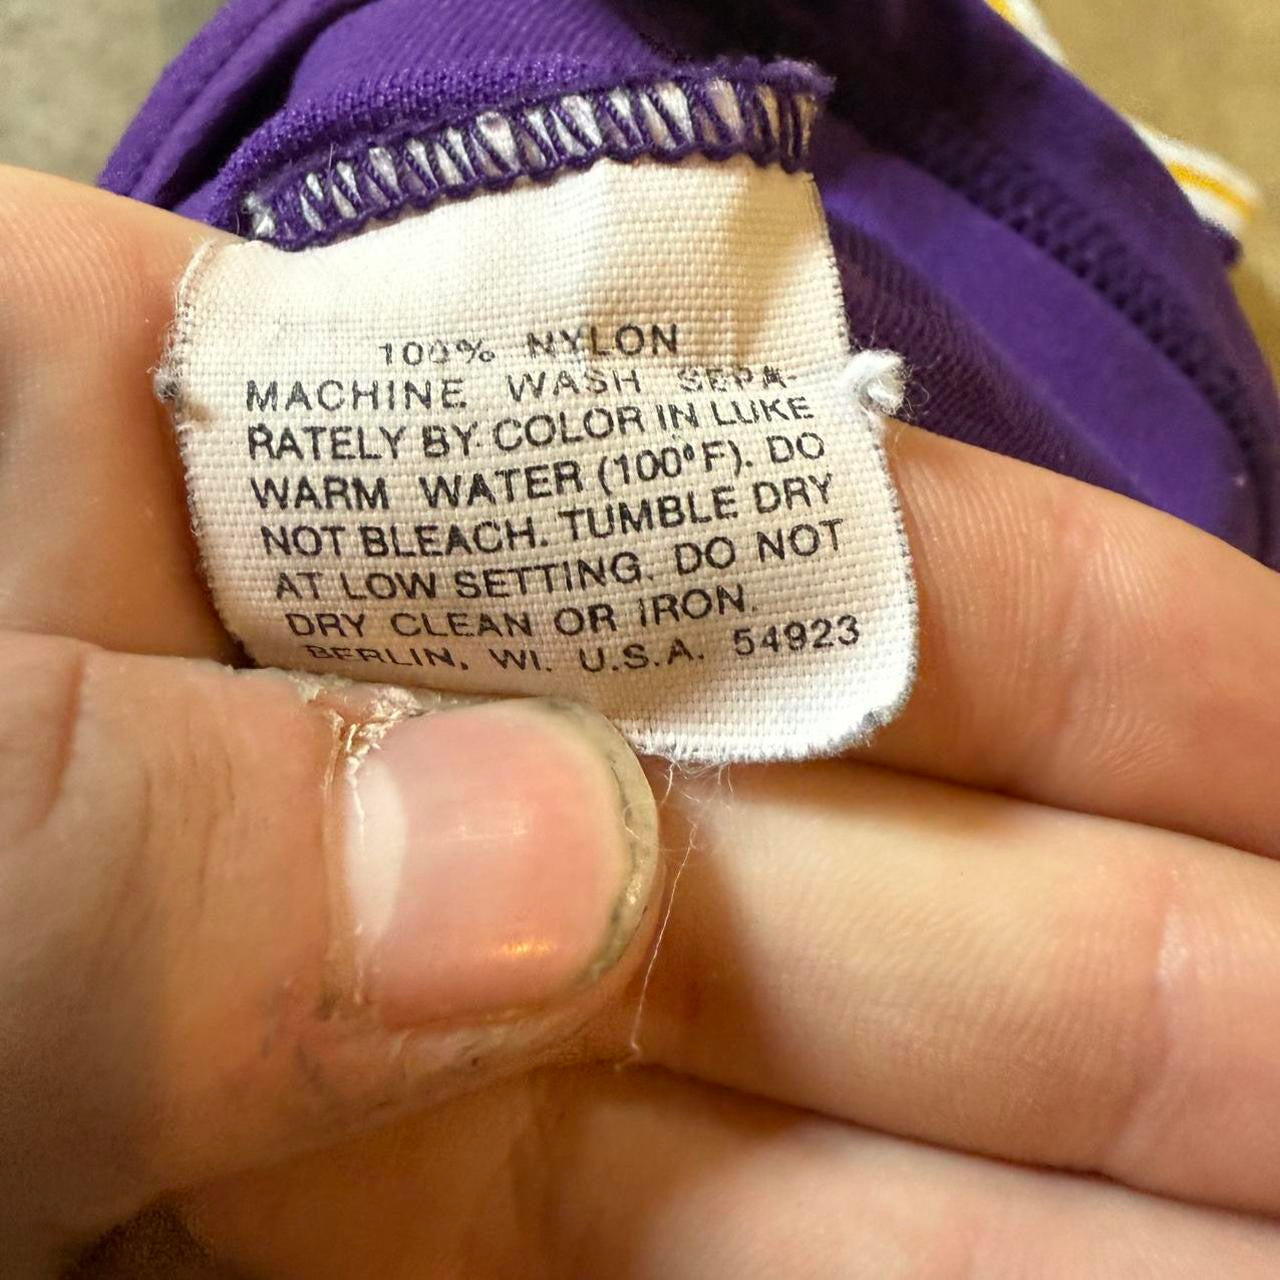 100% NYLON
MACHINE WASH SEPA-
RATELY BY COLOR IN LUKE
WARM WATER (100°F). DO
NOT BLEACH. TUMBLE DRY
AT LOW SETTING. DO NOT
DRY CLEAN OR IRON.
BERLIN, WI. U.S.A. 54923